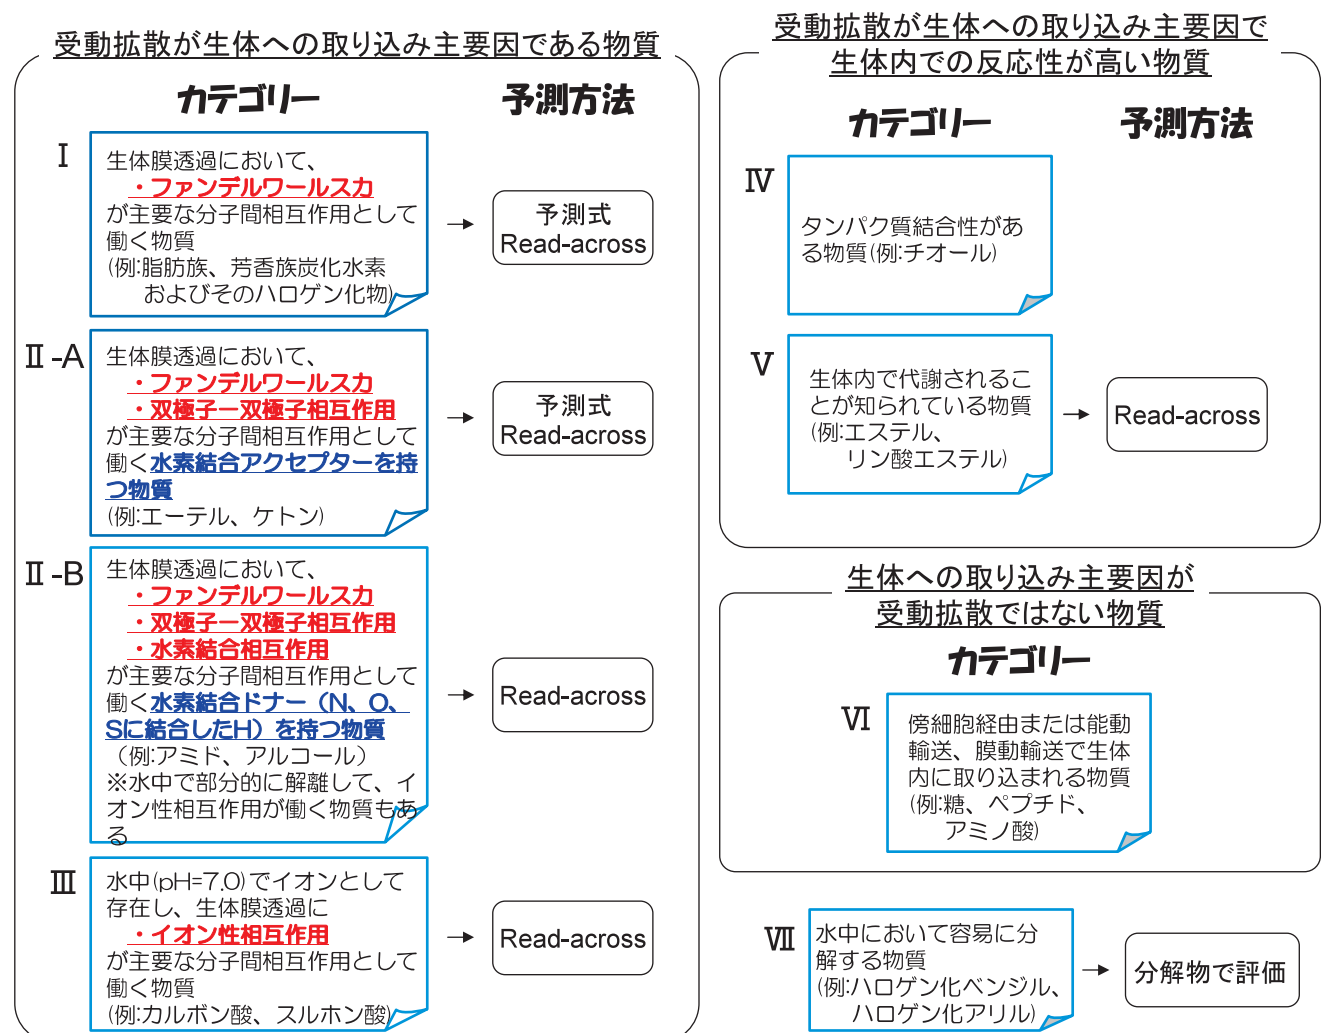 受動拡散が生体への取り込み主要因である物質
カテゴリー
予測方法
Ⅰ
生体膜透過において、
・ファンデルワールス力
が主要な分子間相互作用として
働く物質
(例:脂肪族、芳香族炭化水素
およびそのハロゲン化物)
→
予測式
Read-across
Ⅱ-A
生体膜透過において、
・ファンデルワールス力
・双極子－双極子相互作用
が主要な分子間相互作用として
働く水素結合アクセプターを持
つ物質
(例:エーテル、ケトン)
→
予測式
Read-across
Ⅱ-B
生体膜透過において、
・ファンデルワールス力
・双極子－双極子相互作用
・水素結合相互作用
が主要な分子間相互作用として
働く水素結合ドナー（N、O、
Sに結合したH）を持つ物質
（例:アミド、アルコール）
※水中で部分的に解離して、イ
オン性相互作用が働く物質もあ
る
→
Read-across
Ⅲ
水中(pH=7.0)でイオンとして
存在し、生体膜透過に
・イオン性相互作用
が主要な分子間相互作用として
働く物質
(例:カルボン酸、スルホン酸)
→
Read-across
受動拡散が生体への取り込み主要因で
生体内での反応性が高い物質
カテゴリー
予測方法
Ⅳ
タンパク質結合性があ
る物質(例:チオール)
Ⅴ
生体内で代謝されるこ
とが知られている物質
(例:エステル、
リン酸エステル)
→
Read-across
生体への取り込み主要因が
受動拡散ではない物質
カテゴリー
Ⅵ
傍細胞経由または能動
輸送、膜動輸送で生体
内に取り込まれる物質
(例:糖、ペプチド、
アミノ酸)
Ⅶ
水中において容易に分
解する物質
(例:ハロゲン化ベンジル、
ハロゲン化アリル)
→
分解物で評価